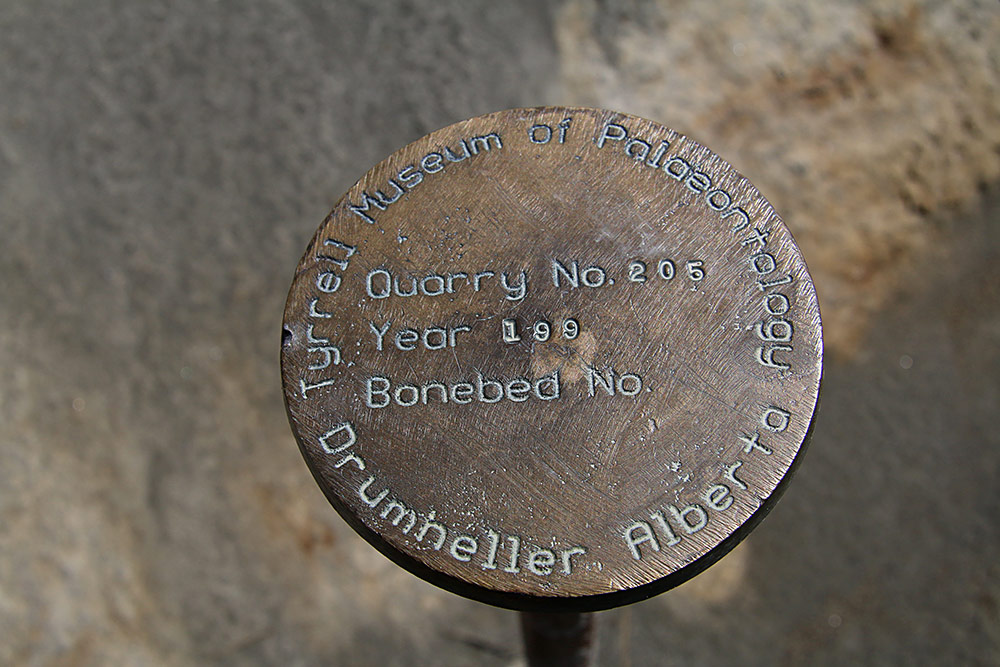 Tyrrell Museum of Palaeontology
Quarry No. 205
Year 199
Bonebed No.
Drumheller Alberta